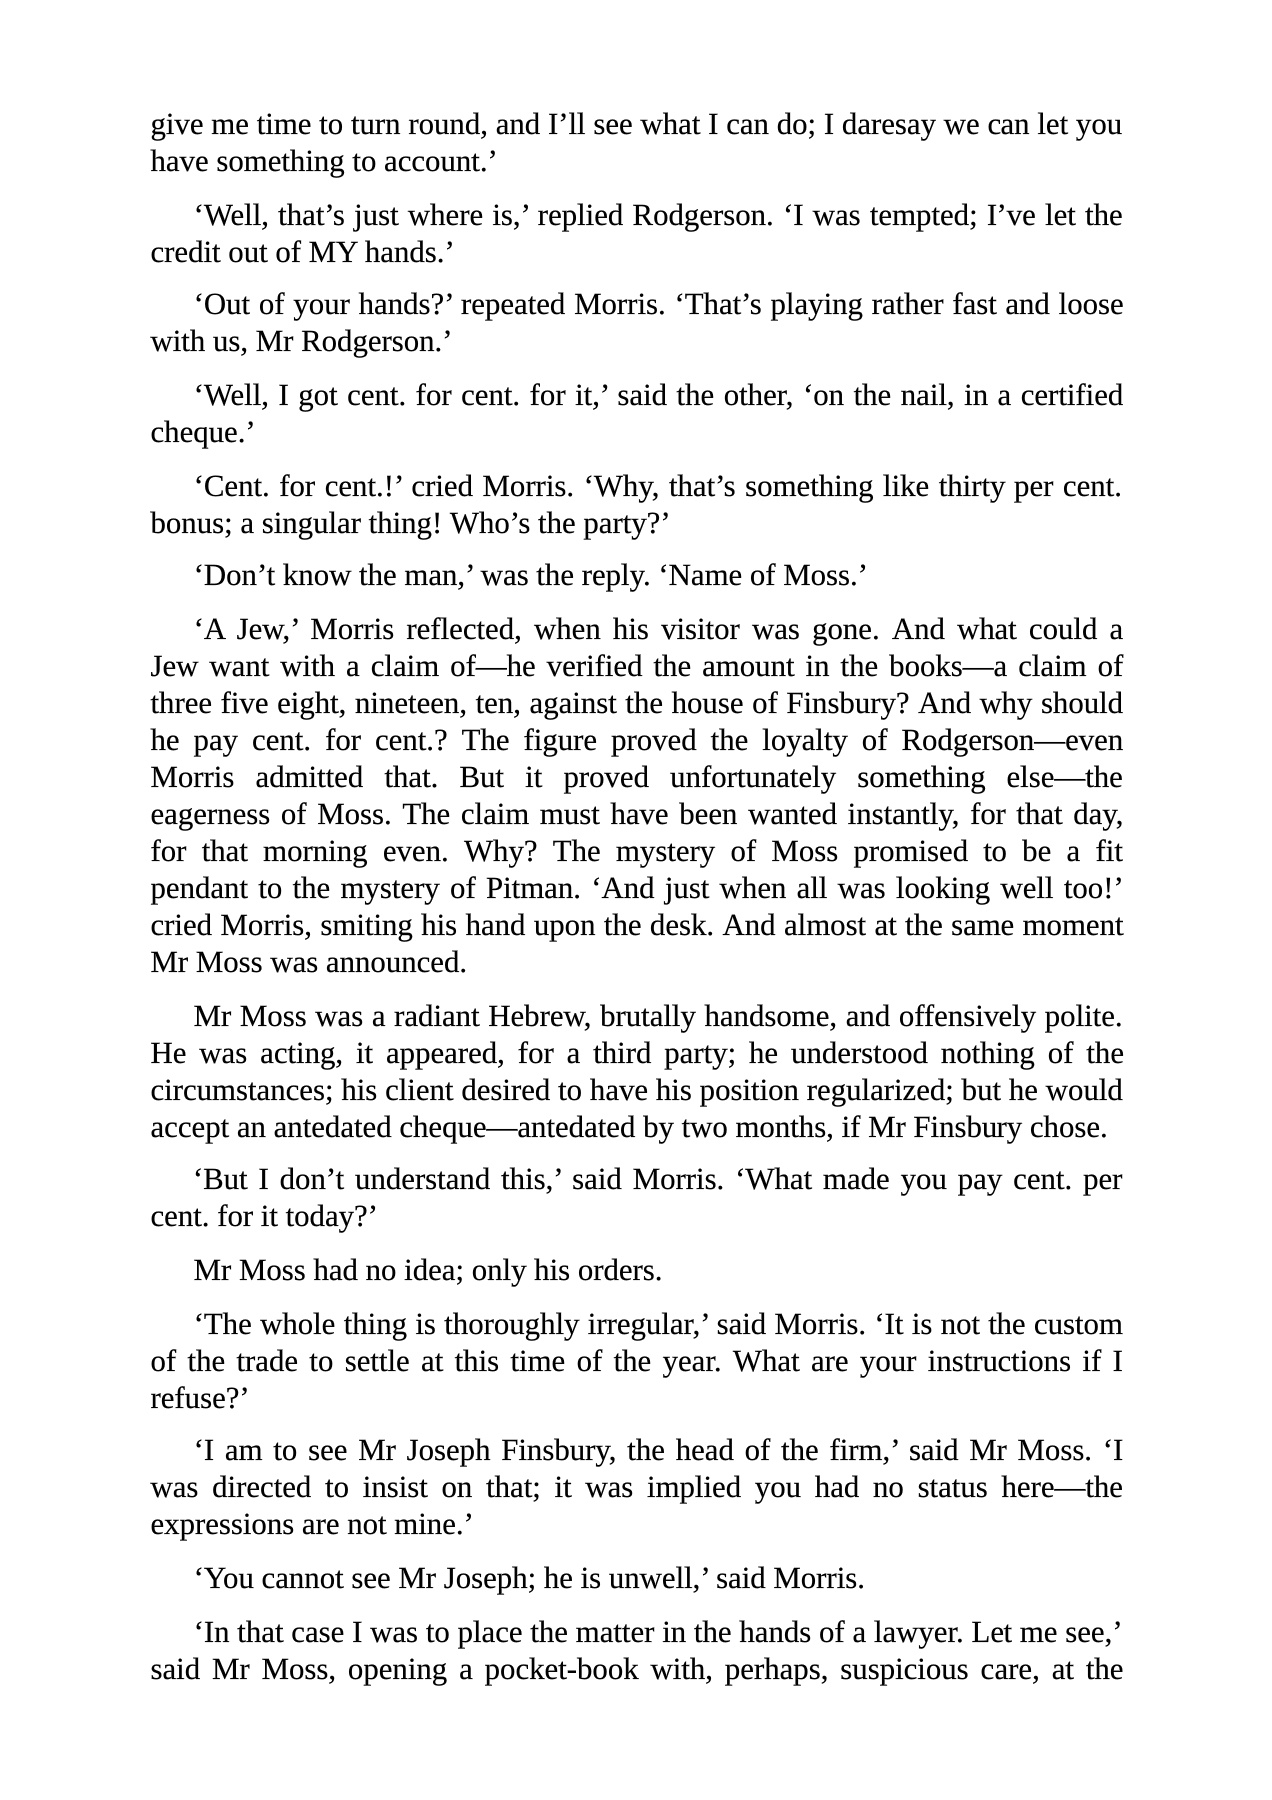 give me time to turn round, and I’ll see what I can do; I daresay we can let you
have something to account.’
‘Well, that’s just where is,’ replied Rodgerson. ‘I was tempted; I’ve let the
credit out of MY hands.’
‘Out of your hands?’ repeated Morris. ‘That’s playing rather fast and loose
with us, Mr Rodgerson.’
‘Well, I got cent. for cent. for it,’ said the other, ‘on the nail, in a certified
cheque.’
‘Cent. for cent.!’ cried Morris. ‘Why, that’s something like thirty per cent.
bonus; a singular thing! Who’s the party?’
‘Don’t know the man,’ was the reply. ‘Name of Moss.’
‘A Jew,’ Morris reflected, when his visitor was gone. And what could a
Jew want with a claim of—he verified the amount in the books—a claim of
three five eight, nineteen, ten, against the house of Finsbury? And why should
he pay cent. for cent.? The figure proved the loyalty of Rodgerson—even
Morris admitted that. But it proved unfortunately something else—the
eagerness of Moss. The claim must have been wanted instantly, for that day,
for that morning even. Why? The mystery of Moss promised to be a fit
pendant to the mystery of Pitman. ‘And just when all was looking well too!’
cried Morris, smiting his hand upon the desk. And almost at the same moment
Mr Moss was announced.
Mr Moss was a radiant Hebrew, brutally handsome, and offensively polite.
He was acting, it appeared, for a third party; he understood nothing of the
circumstances; his client desired to have his position regularized; but he would
accept an antedated cheque—antedated by two months, if Mr Finsbury chose.
‘But I don’t understand this,’ said Morris. ‘What made you pay cent. per
cent. for it today?’
Mr Moss had no idea; only his orders.
‘The whole thing is thoroughly irregular,’ said Morris. ‘It is not the custom
of the trade to settle at this time of the year. What are your instructions if I
refuse?’
‘I am to see Mr Joseph Finsbury, the head of the firm,’ said Mr Moss. ‘I
was directed to insist on that; it was implied you had no status here—the
expressions are not mine.’
‘You cannot see Mr Joseph; he is unwell,’ said Morris.
‘In that case I was to place the matter in the hands of a lawyer. Let me see,’
said Mr Moss, opening a pocket-book with, perhaps, suspicious care, at the